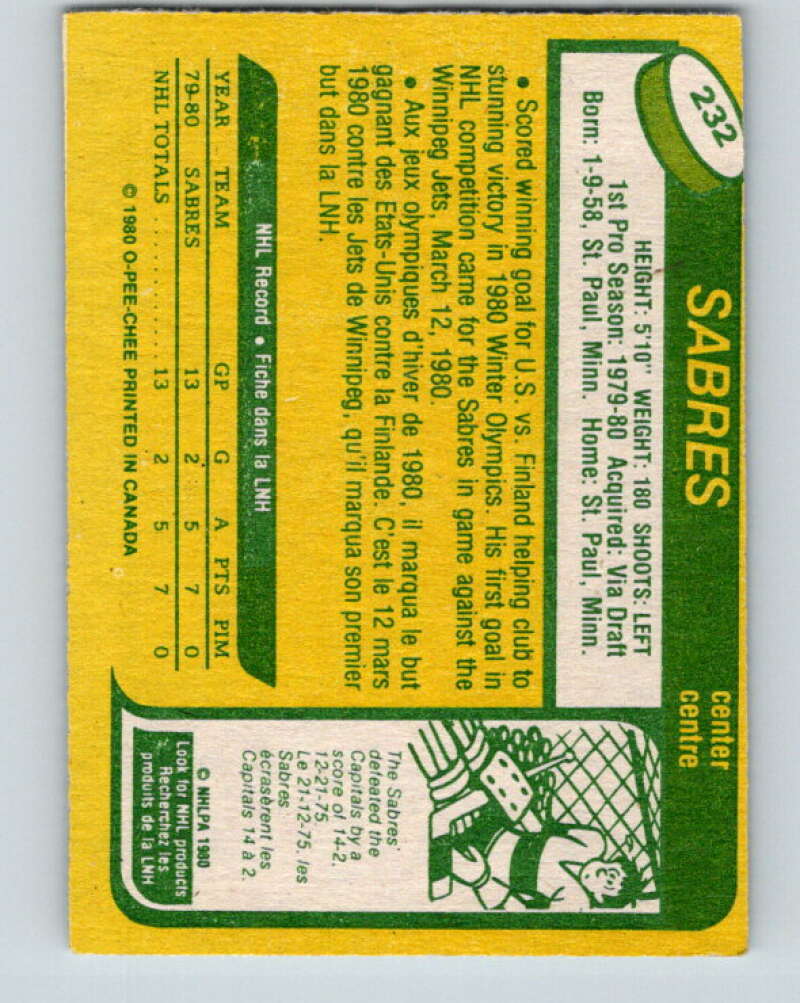 232
SABRES
center
centre
HEIGHT: 5'10" WEIGHT: 180 SHOOTS: LEFT
1st Pro Season: 1979-80 Acquired: Via Draft
Born: 1-9-58, St. Paul, Minn. Home: St. Paul, Minn.
• Scored winning goal for U.S. vs. Finland helping club to
stunning victory in 1980 Winter Olympics. His first goal in
NHL competition came for the Sabres in game against the
Winnipeg Jets, March 12, 1980.
• Aux jeux olympiques d'hiver de 1980, il marqua le but
gagnant des Etats-Unis contre la Finlande. C'est le 12 mars
1980 contre les Jets de Winnipeg, qu'il marqua son premier
but dans la LNH.
NHL Record • Fiche dans la LNH
YEAR TEAM GP G A PTS PIM
79-80 SABRES 13 2 5 7 0
NHL TOTALS ........... 13 2 5 7 0
© 1980 O-PEE-CHEE PRINTED IN CANADA
The Sabres'
defeated the
Capitals by a
score of 14-2,
12-21-75.
Le 21-12-75, les
Sabres
écrasèrent les
Capitals 14 à 2.
© NHLPA 1980
Look for NHL products
Recherchez les
produits de la LNH